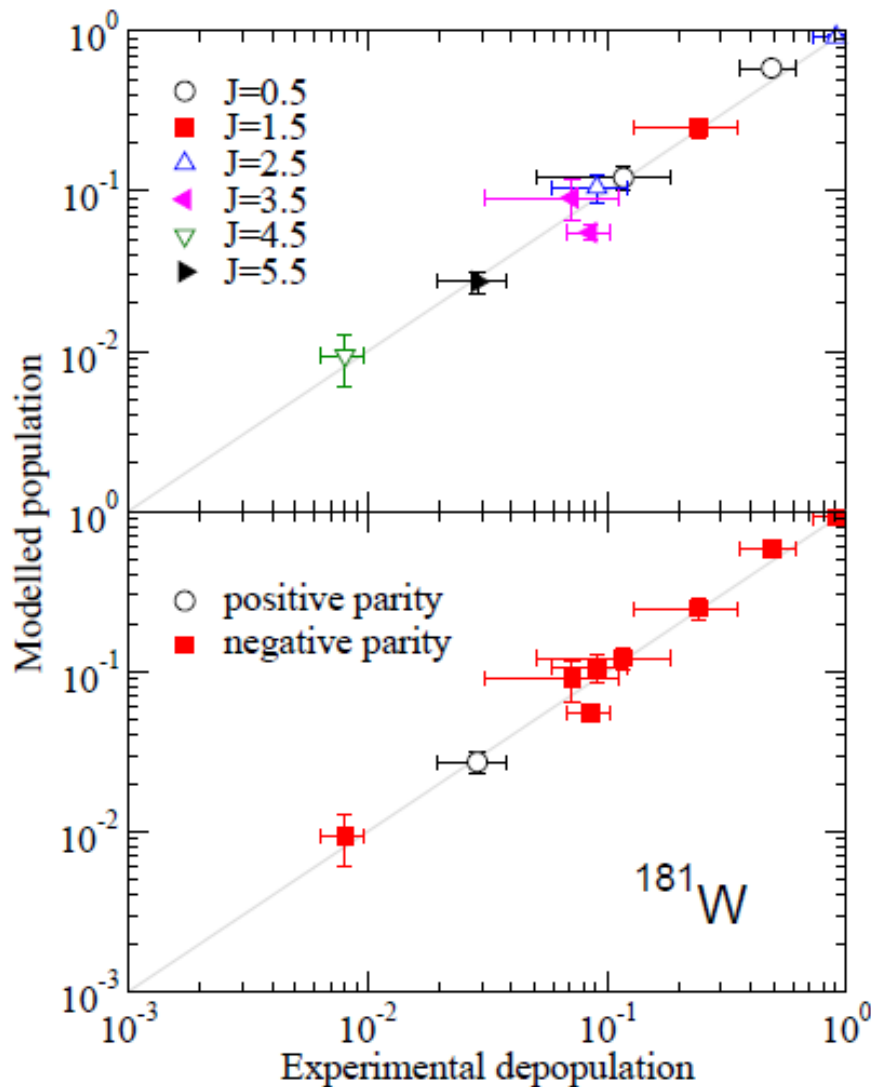 10^0
J=0.5
J=1.5
J=2.5
J=3.5
J=4.5
J=5.5
10^-1
10^-2
10^0
10^0
positive parity
negative parity
10^-1
10^-2
10^-3
Modelled population
^181W
10^-3 10^-2 10^-1 10^0
Experimental depopulation